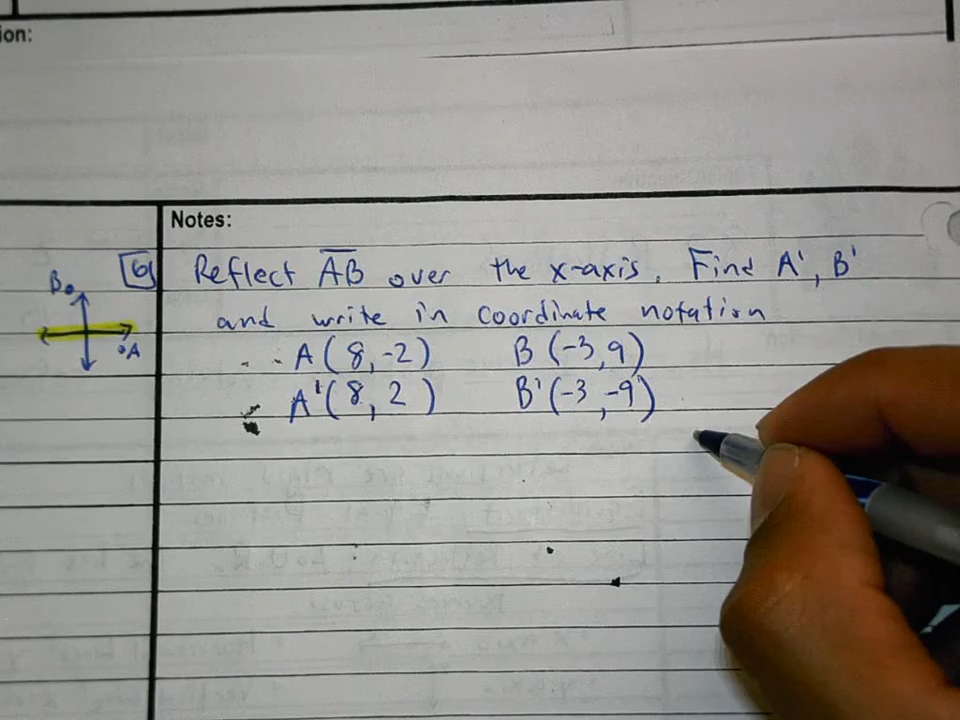 ion:
Notes:
6 Reflect AB over the x-axis. Find A', B'
and write in coordinate notation
A(8,-2) B(-3,9)
A'(8,2) B'(-3,-9)
B
A